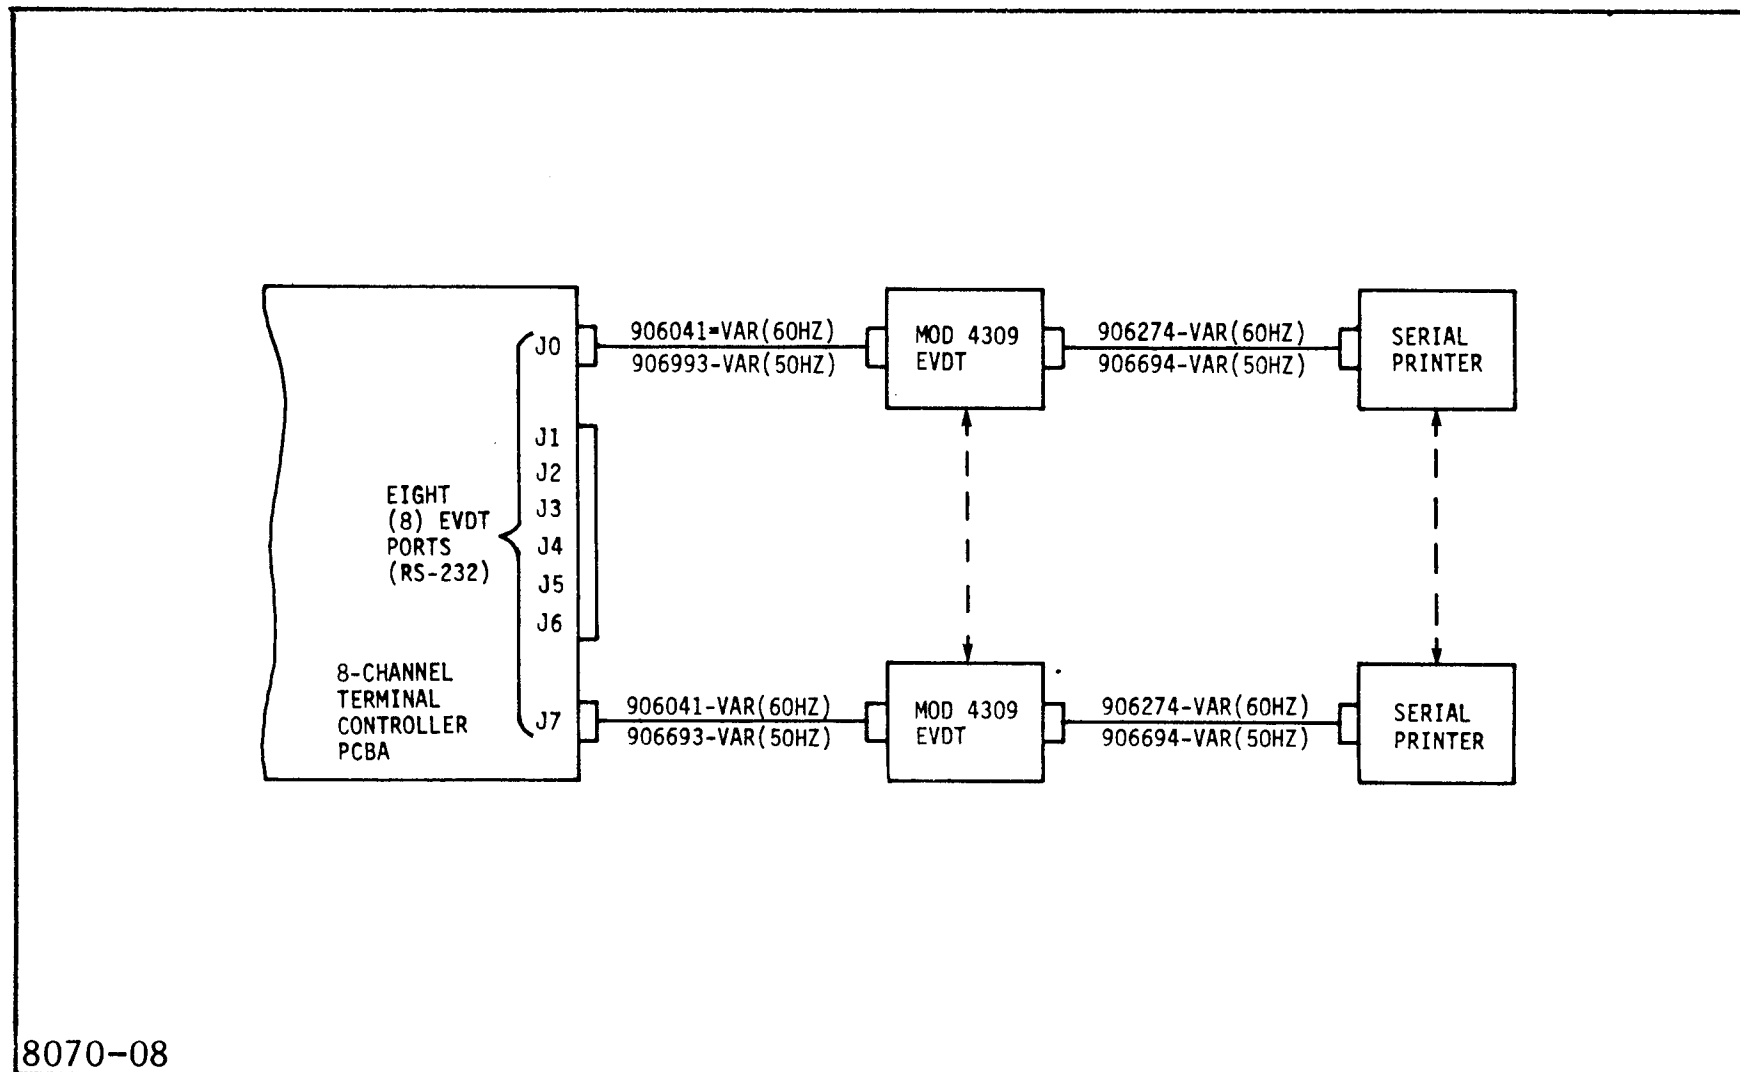 J0
906041=VAR(60HZ)
906993-VAR(50HZ)
MOD 4309
EVDT
906274-VAR(60HZ)
906694-VAR(50HZ)
SERIAL
PRINTER
J1
J2
J3
J4
J5
J6
EIGHT
(8) EVDT
PORTS
(RS-232)
8-CHANNEL
TERMINAL
CONTROLLER
PCBA
J7
906041-VAR(60HZ)
906693-VAR(50HZ)
MOD 4309
EVDT
906274-VAR(60HZ)
906694-VAR(50HZ)
SERIAL
PRINTER
8070-08